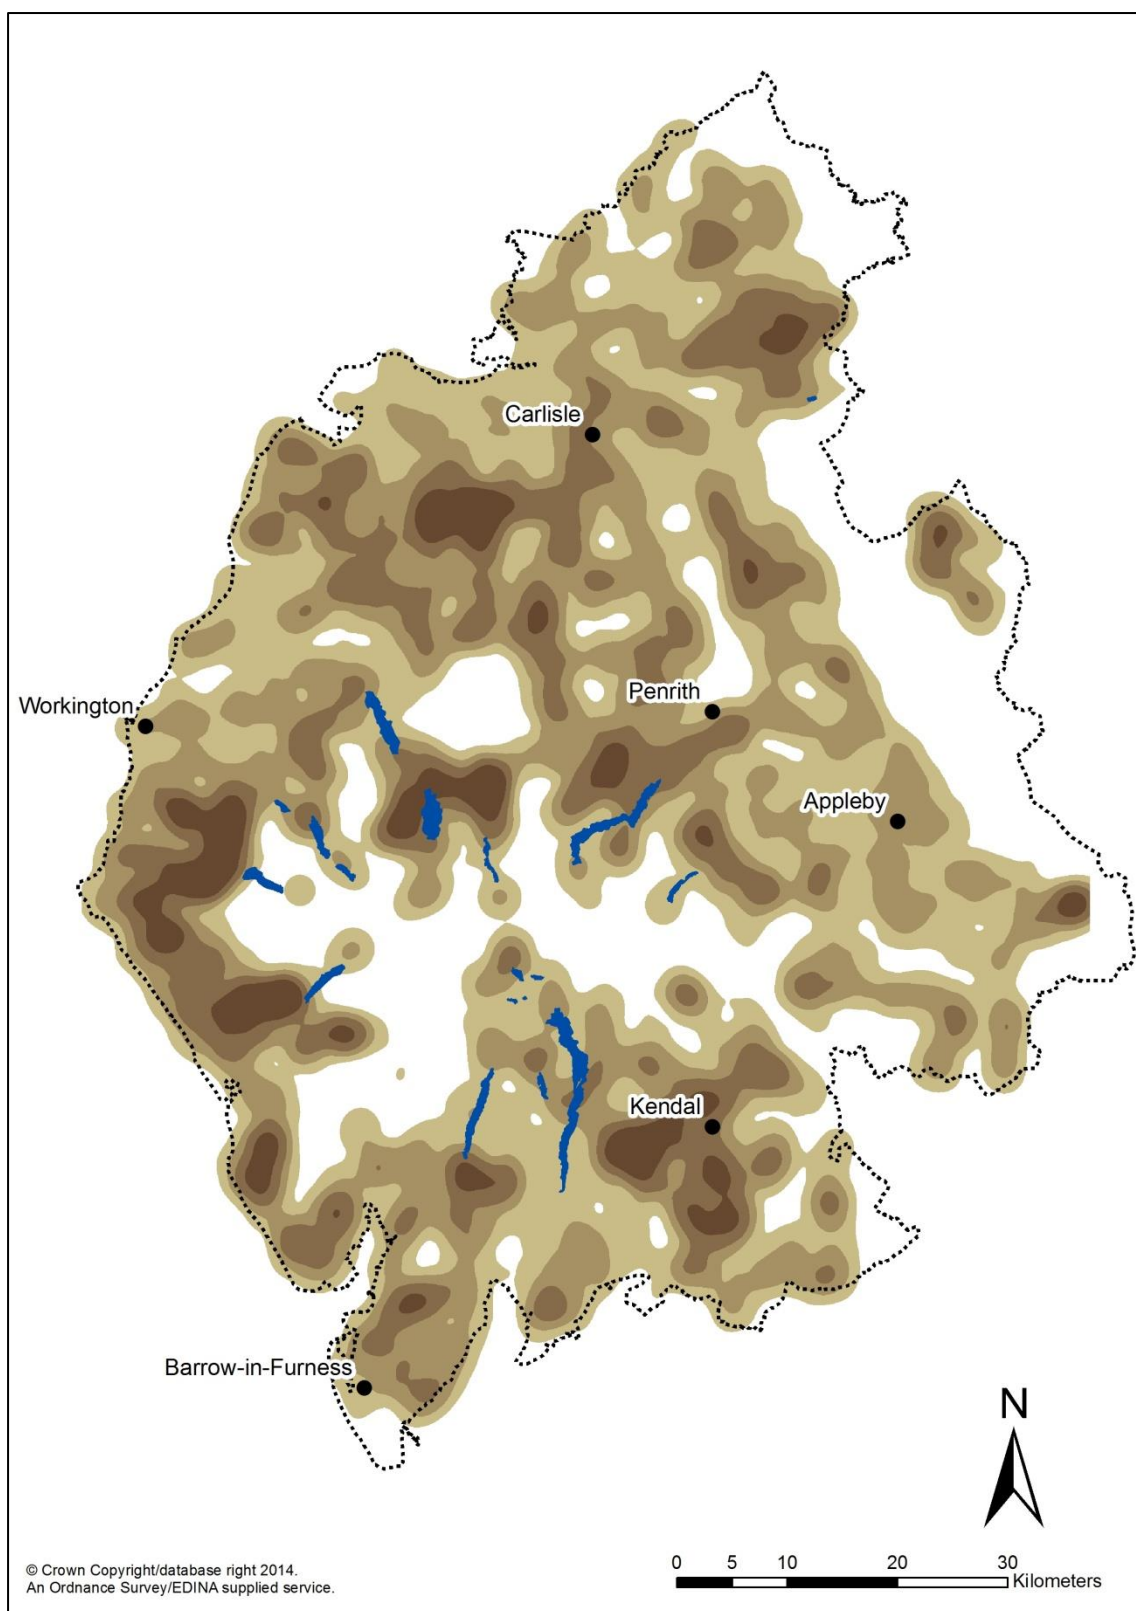 Carlisle
Penrith
Workington
Appleby
Kendal
Barrow-in-Furness
N
0 5 10 20 30
Kilometers
© Crown Copyright/database right 2014.
An Ordnance Survey/EDINA supplied service.